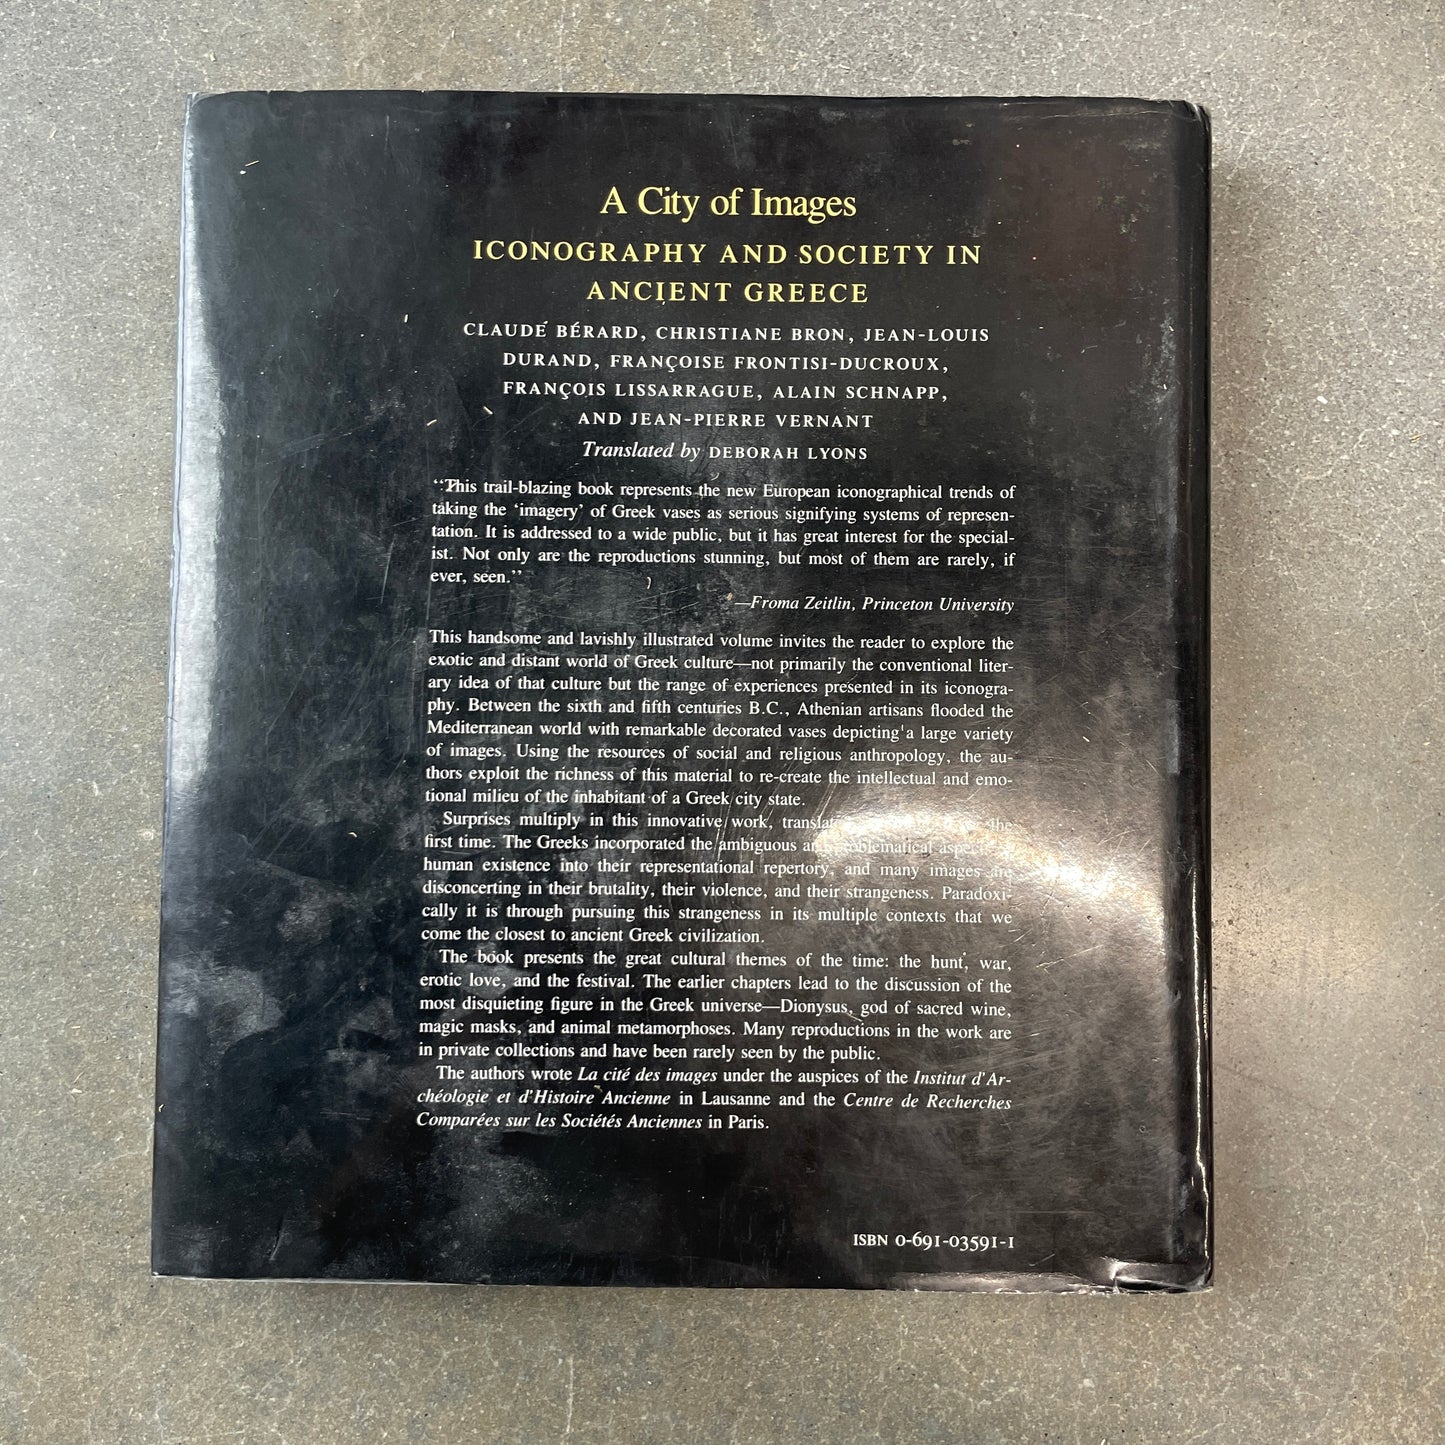 A City of Images
ICONOGRAPHY AND SOCIETY IN
ANCIENT GREECE
CLAUDE BÉRARD, CHRISTIANE BRON, JEAN-LOUIS
DURAND, FRANÇOISE FRONTISI-DUCROUX,
FRANÇOIS LISSARRAGUE, ALAIN SCHNAPP,
AND JEAN-PIERRE VERNANT
Translated by DEBORAH LYONS
“This trail-blazing book represents the new European iconographical trends of
taking the ‘imagery’ of Greek vases as serious signifying systems of represen-
tation. It is addressed to a wide public, but it has great interest for the special-
ist. Not only are the reproductions stunning, but most of them are rarely, if
ever, seen.”
—Froma Zeitlin, Princeton University
This handsome and lavishly illustrated volume invites the reader to explore the
exotic and distant world of Greek culture—not primarily the conventional liter-
ary idea of that culture but the range of experiences presented in its iconogra-
phy. Between the sixth and fifth centuries B.C., Athenian artisans flooded the
Mediterranean world with remarkable decorated vases depicting a large variety
of images. Using the resources of social and religious anthropology, the au-
thors exploit the richness of this material to re-create the intellectual and emo-
tional milieu of the inhabitant of a Greek city state.
Surprises multiply in this innovative work, the
first time. The Greeks incorporated the ambiguous and problematical aspects
human existence into their representational repertory, and many images are
disconcerting in their brutality, their violence, and their strangeness. Paradoxi-
cally it is through pursuing this strangeness in its multiple contexts that we
come the closest to ancient Greek civilization.
The book presents the great cultural themes of the time: the hunt, war,
erotic love, and the festival. The earlier chapters lead to the discussion of the
most disquieting figure in the Greek universe—Dionysus, god of sacred wine,
magic masks, and animal metamorphoses. Many reproductions in the work are
in private collections and have been rarely seen by the public.
The authors wrote La cité des images under the auspices of the Institut d'Ar-
chéologie et d'Histoire Ancienne in Lausanne and the Centre de Recherches
Comparées sur les Sociétés Anciennes in Paris.
ISBN 0-691-03591-1